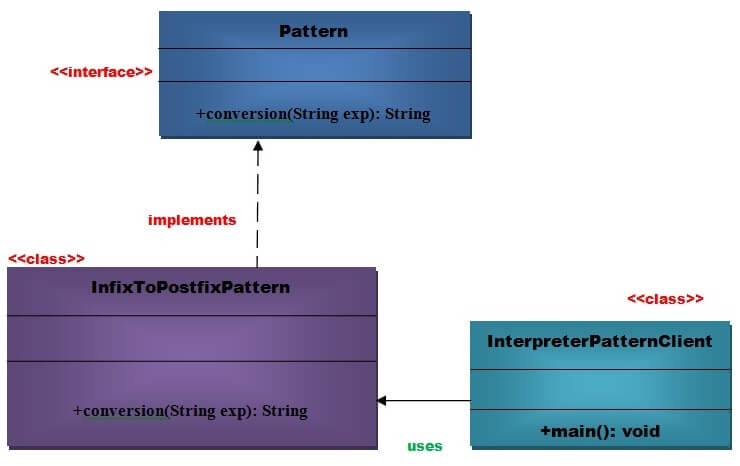 Pattern
<<interface>>
+conversion(String exp): String
implements
<<class>>
InfixToPostfixPattern
+conversion(String exp): String
<<class>>
InterpreterPatternClient
+main(): void
uses